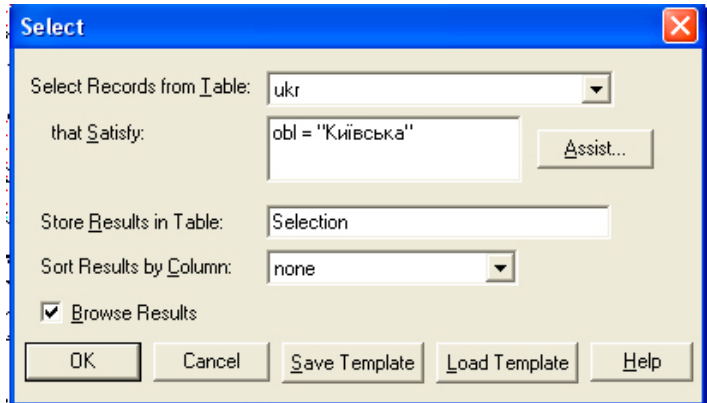 Select
Select Records from Table: ukr
that Satisfy: obl = "Київська"
Assist...
Store Results in Table: Selection
Sort Results by Column: none
Browse Results
OK Cancel Save Template Load Template Help